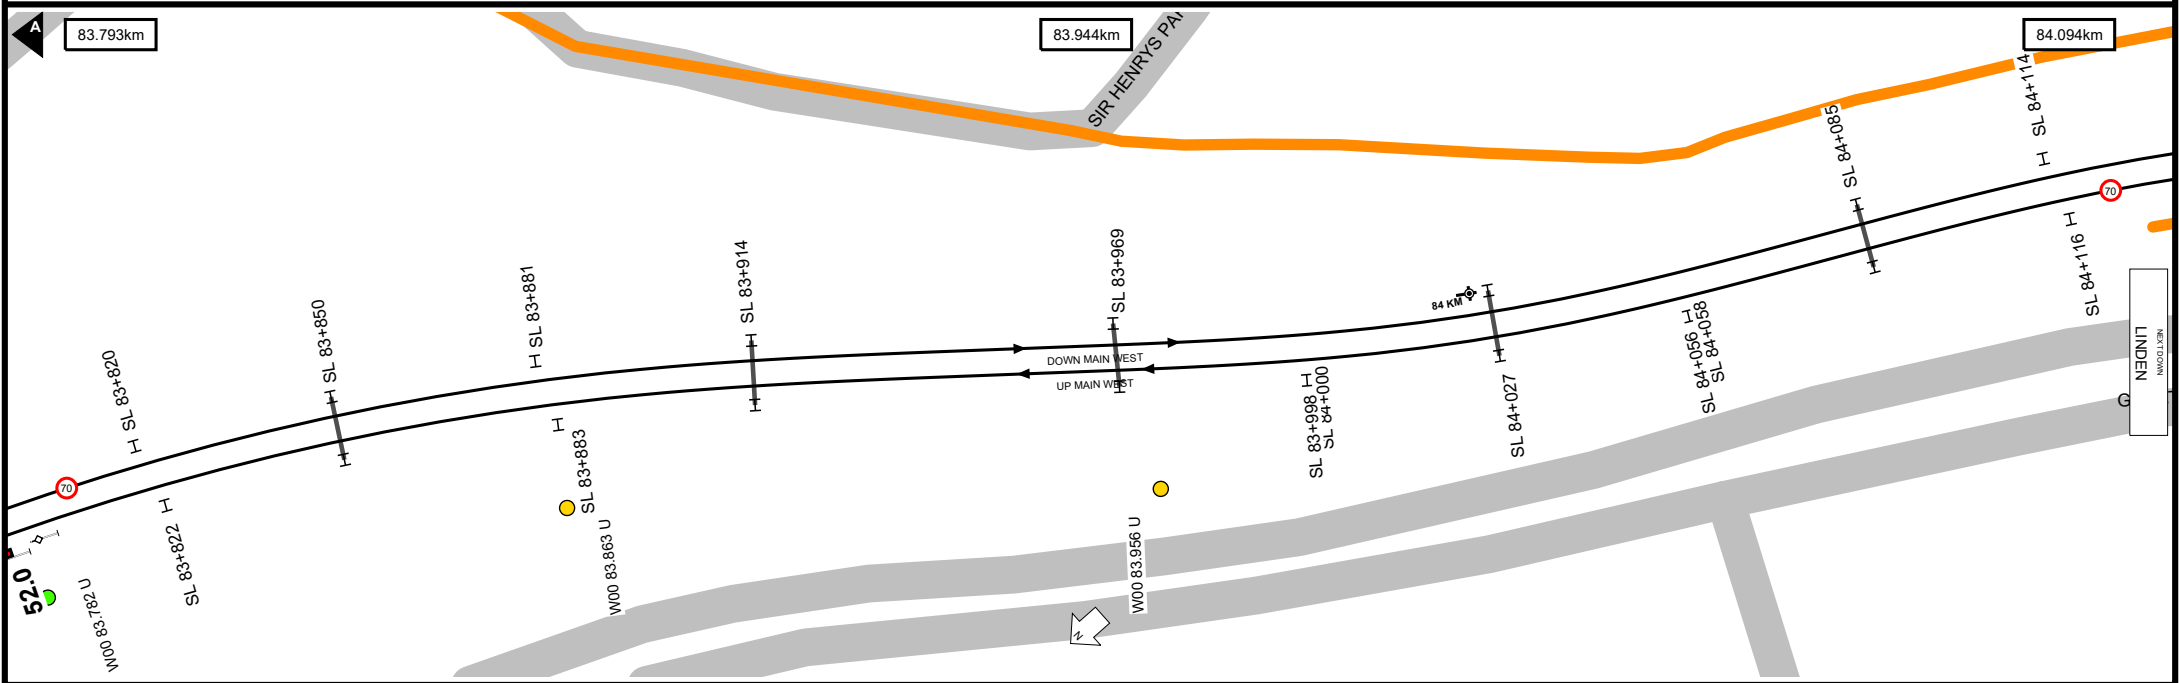 A
83.793km
83.944km
84.094km
SIR HENRYS PA
SL 84+114
SL 84+085
SL 83+969
SL 83+914
SL 83+881
SL 83+850
SL 83+820
84 KM
DOWN MAIN WEST
UP MAIN WEST
70
70
SL 84+116
SL 84+058
SL 84+056
SL 84+027
SL 84+000
SL 83+998
SL 83+883
SL 83+822
NEXT DOWN
LINDEN
G
W00 83.956 U
W00 83.863 U
W00 83.782 U
52.0
N